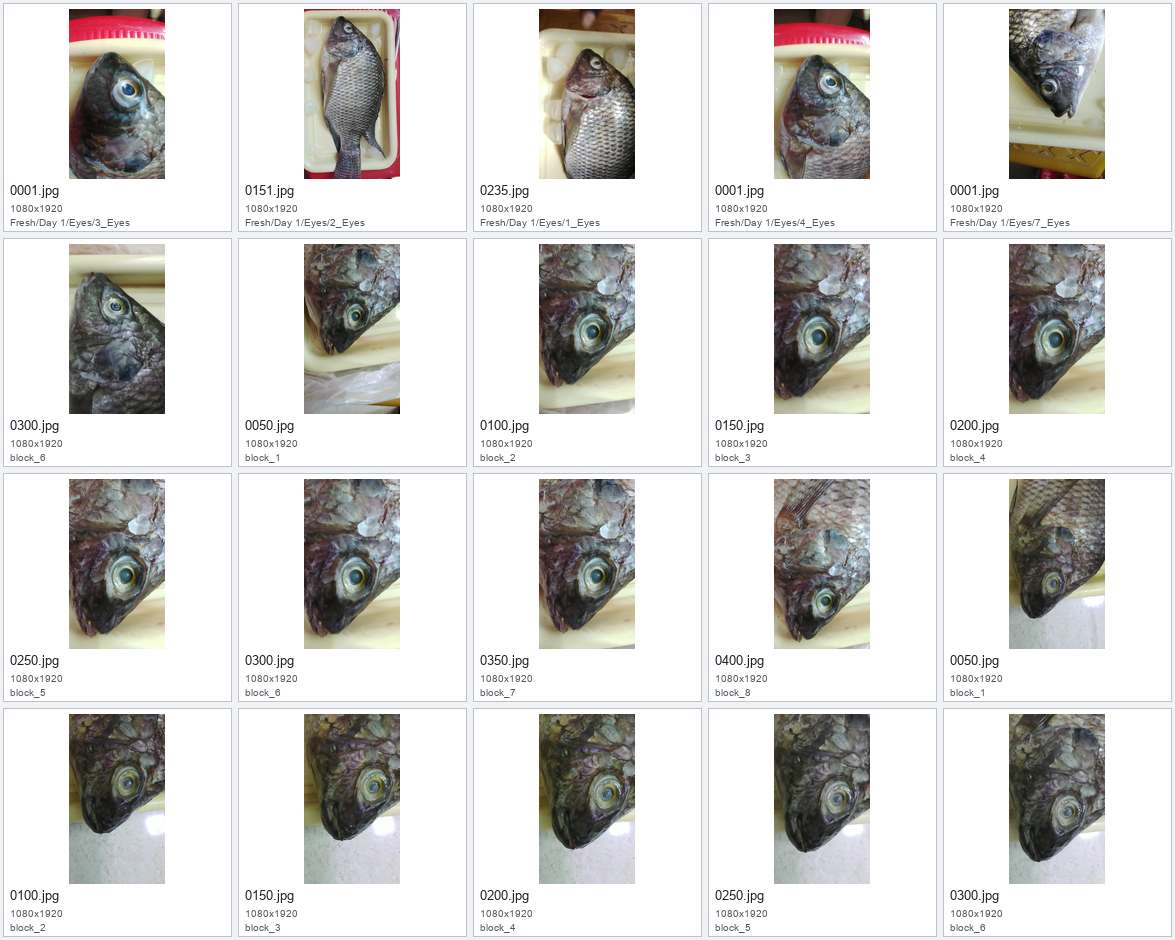 0001.jpg
1080x1920
Fresh/Day 1/Eyes/3_Eyes
0151.jpg
1080x1920
Fresh/Day 1/Eyes/2_Eyes
0235.jpg
1080x1920
Fresh/Day 1/Eyes/1_Eyes
0001.jpg
1080x1920
Fresh/Day 1/Eyes/4_Eyes
0001.jpg
1080x1920
Fresh/Day 1/Eyes/7_Eyes
0300.jpg
1080x1920
block_6
0050.jpg
1080x1920
block_1
0100.jpg
1080x1920
block_2
0150.jpg
1080x1920
block_3
0200.jpg
1080x1920
block_4
0250.jpg
1080x1920
block_5
0300.jpg
1080x1920
block_6
0350.jpg
1080x1920
block_7
0400.jpg
1080x1920
block_8
0050.jpg
1080x1920
block_1
0100.jpg
1080x1920
block_2
0150.jpg
1080x1920
block_3
0200.jpg
1080x1920
block_4
0250.jpg
1080x1920
block_5
0300.jpg
1080x1920
block_6